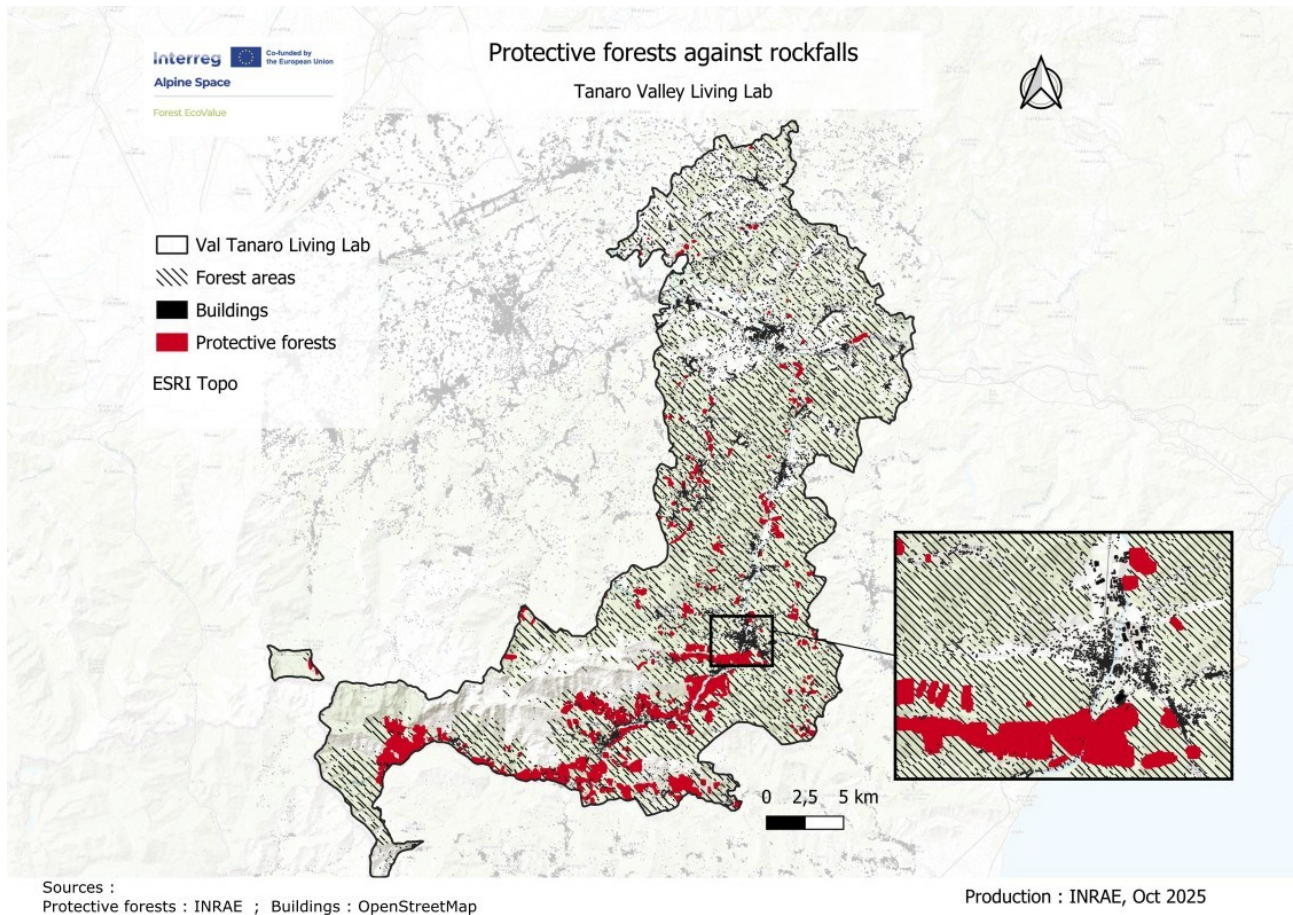 Interreg
Co-funded by
the European Union
Alpine Space
Forest EcoValue
Protective forests against rockfalls
Tanaro Valley Living Lab
Val Tanaro Living Lab
Forest areas
Buildings
Protective forests
ESRI Topo
0 2,5 5 km
Sources :
Protective forests : INRAE ; Buildings : OpenStreetMap
Production : INRAE, Oct 2025